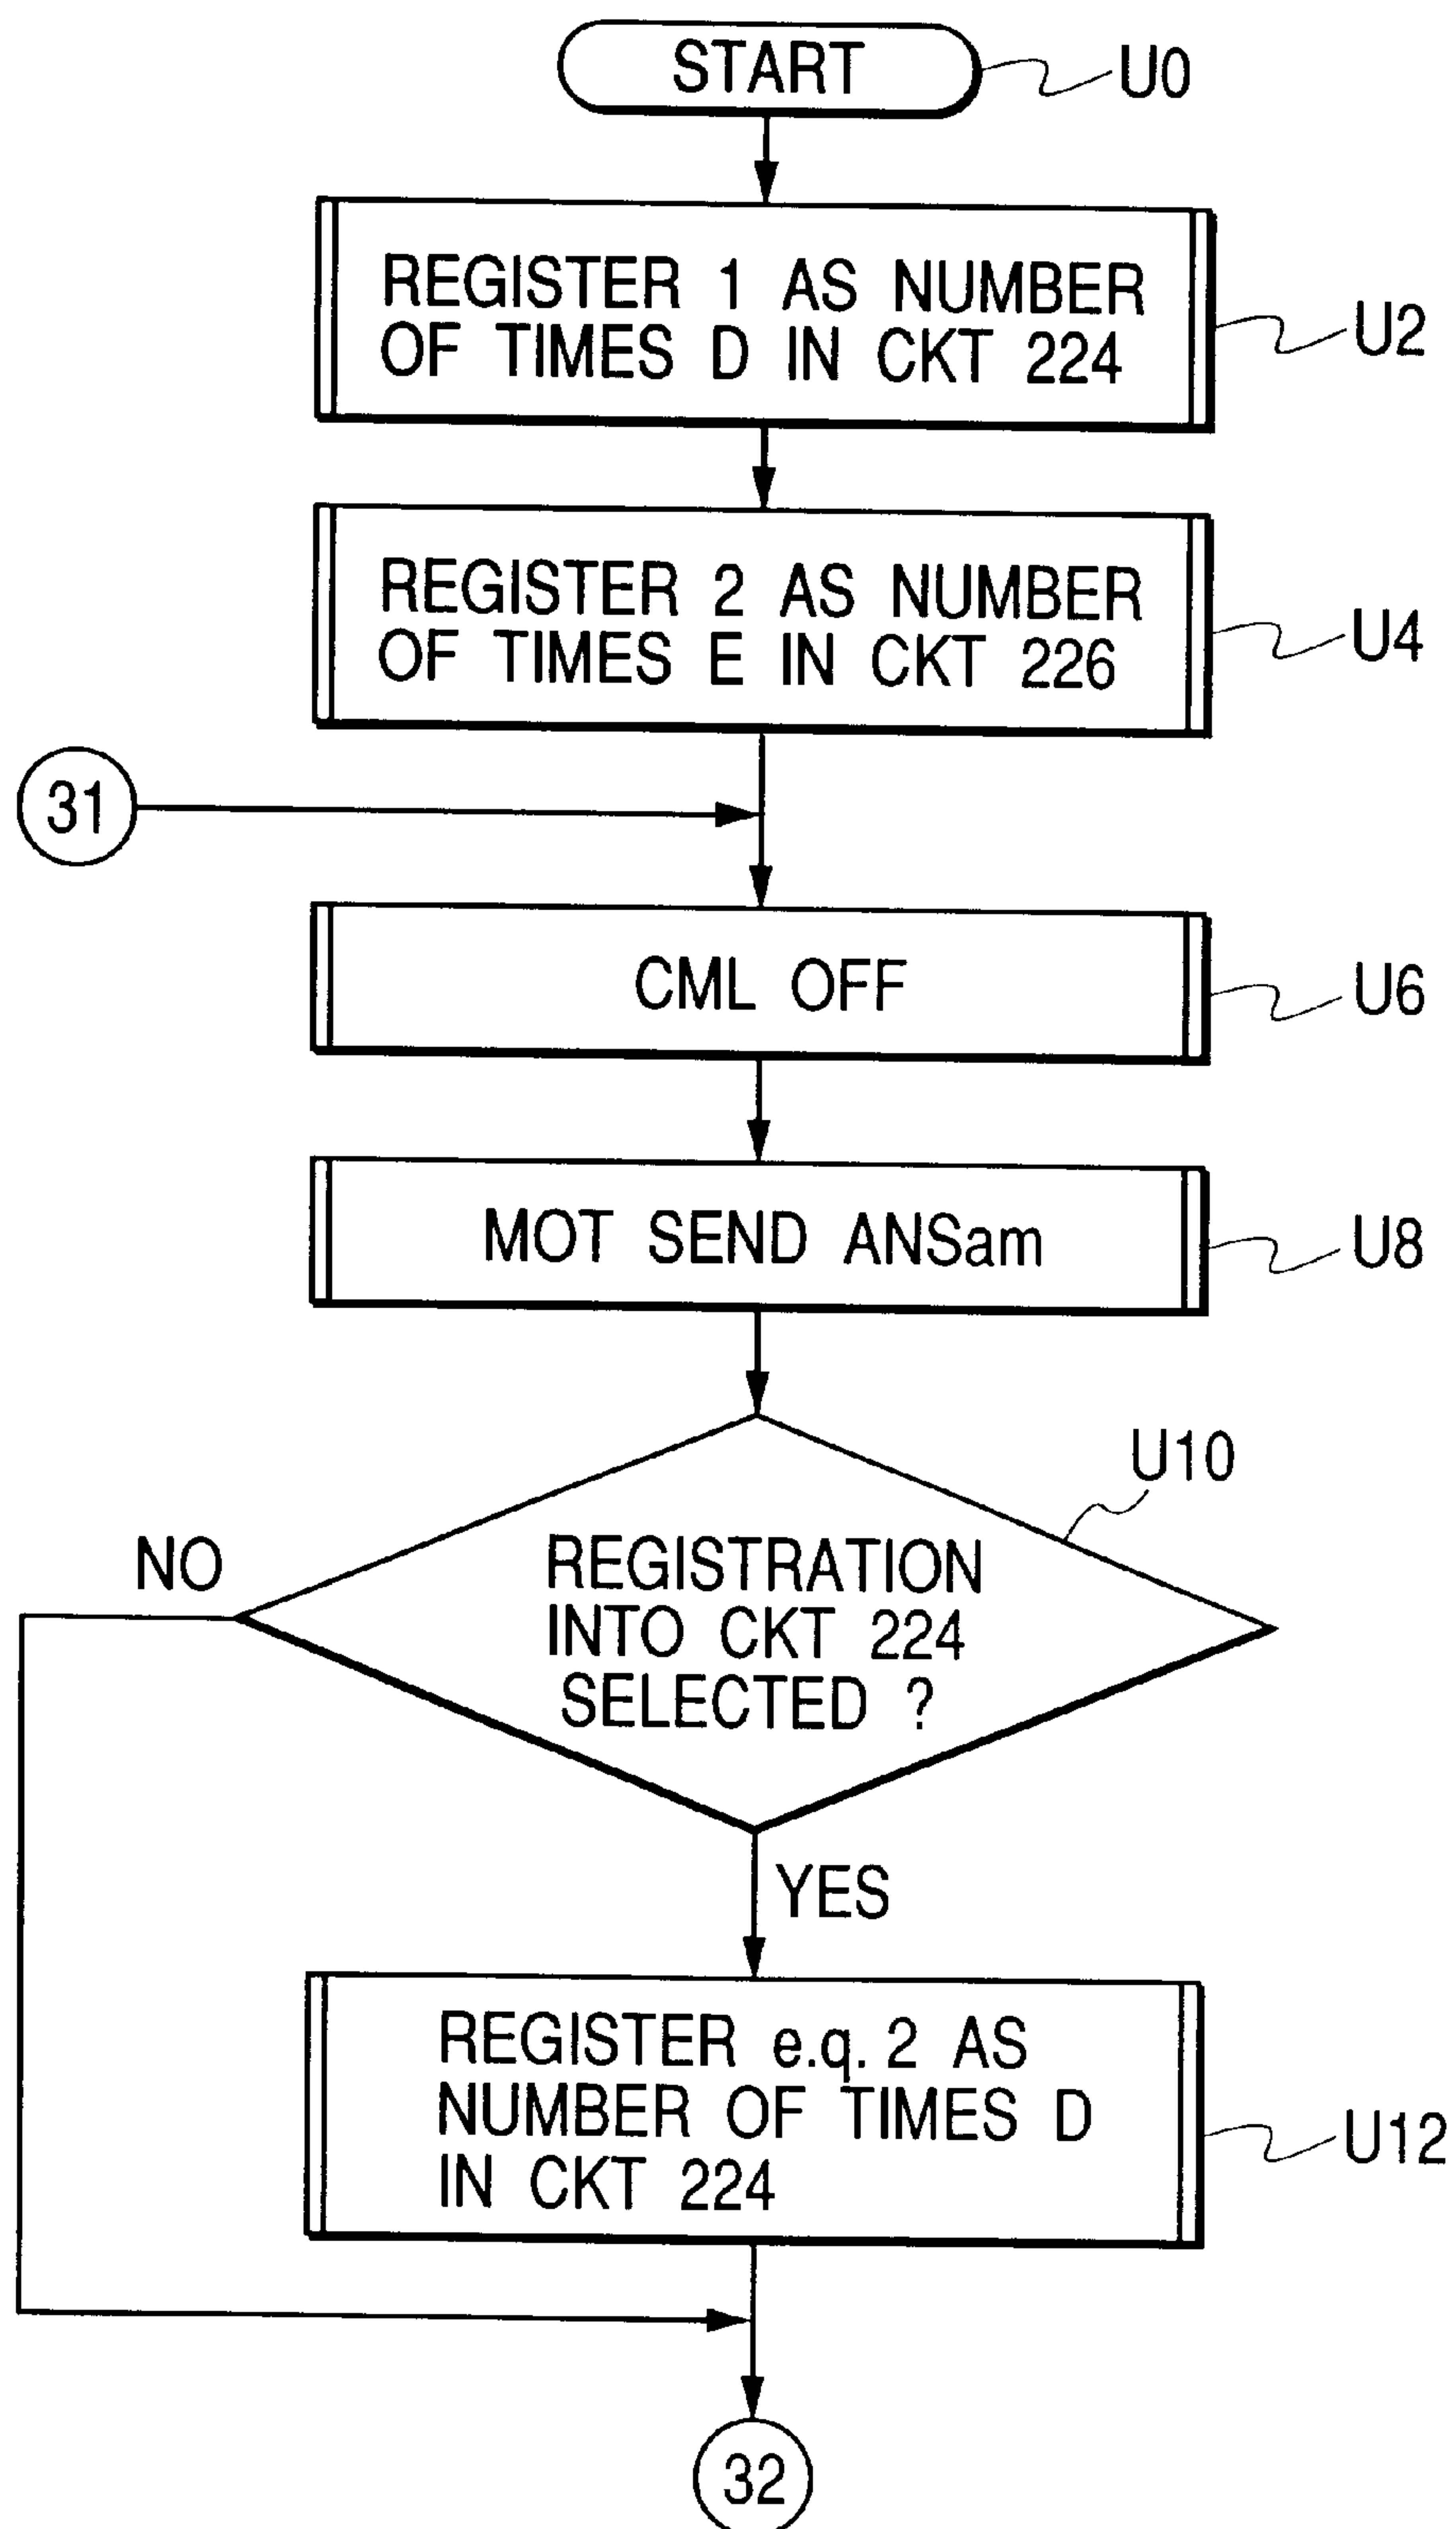 START
U0
REGISTER 1 AS NUMBER
OF TIMES D IN CKT 224
U2
REGISTER 2 AS NUMBER
OF TIMES E IN CKT 226
U4
31
CML OFF
U6
MOT SEND ANSam
U8
U10
NO
REGISTRATION
INTO CKT 224
SELECTED ?
YES
REGISTER e.q. 2 AS
NUMBER OF TIMES D
IN CKT 224
U12
32